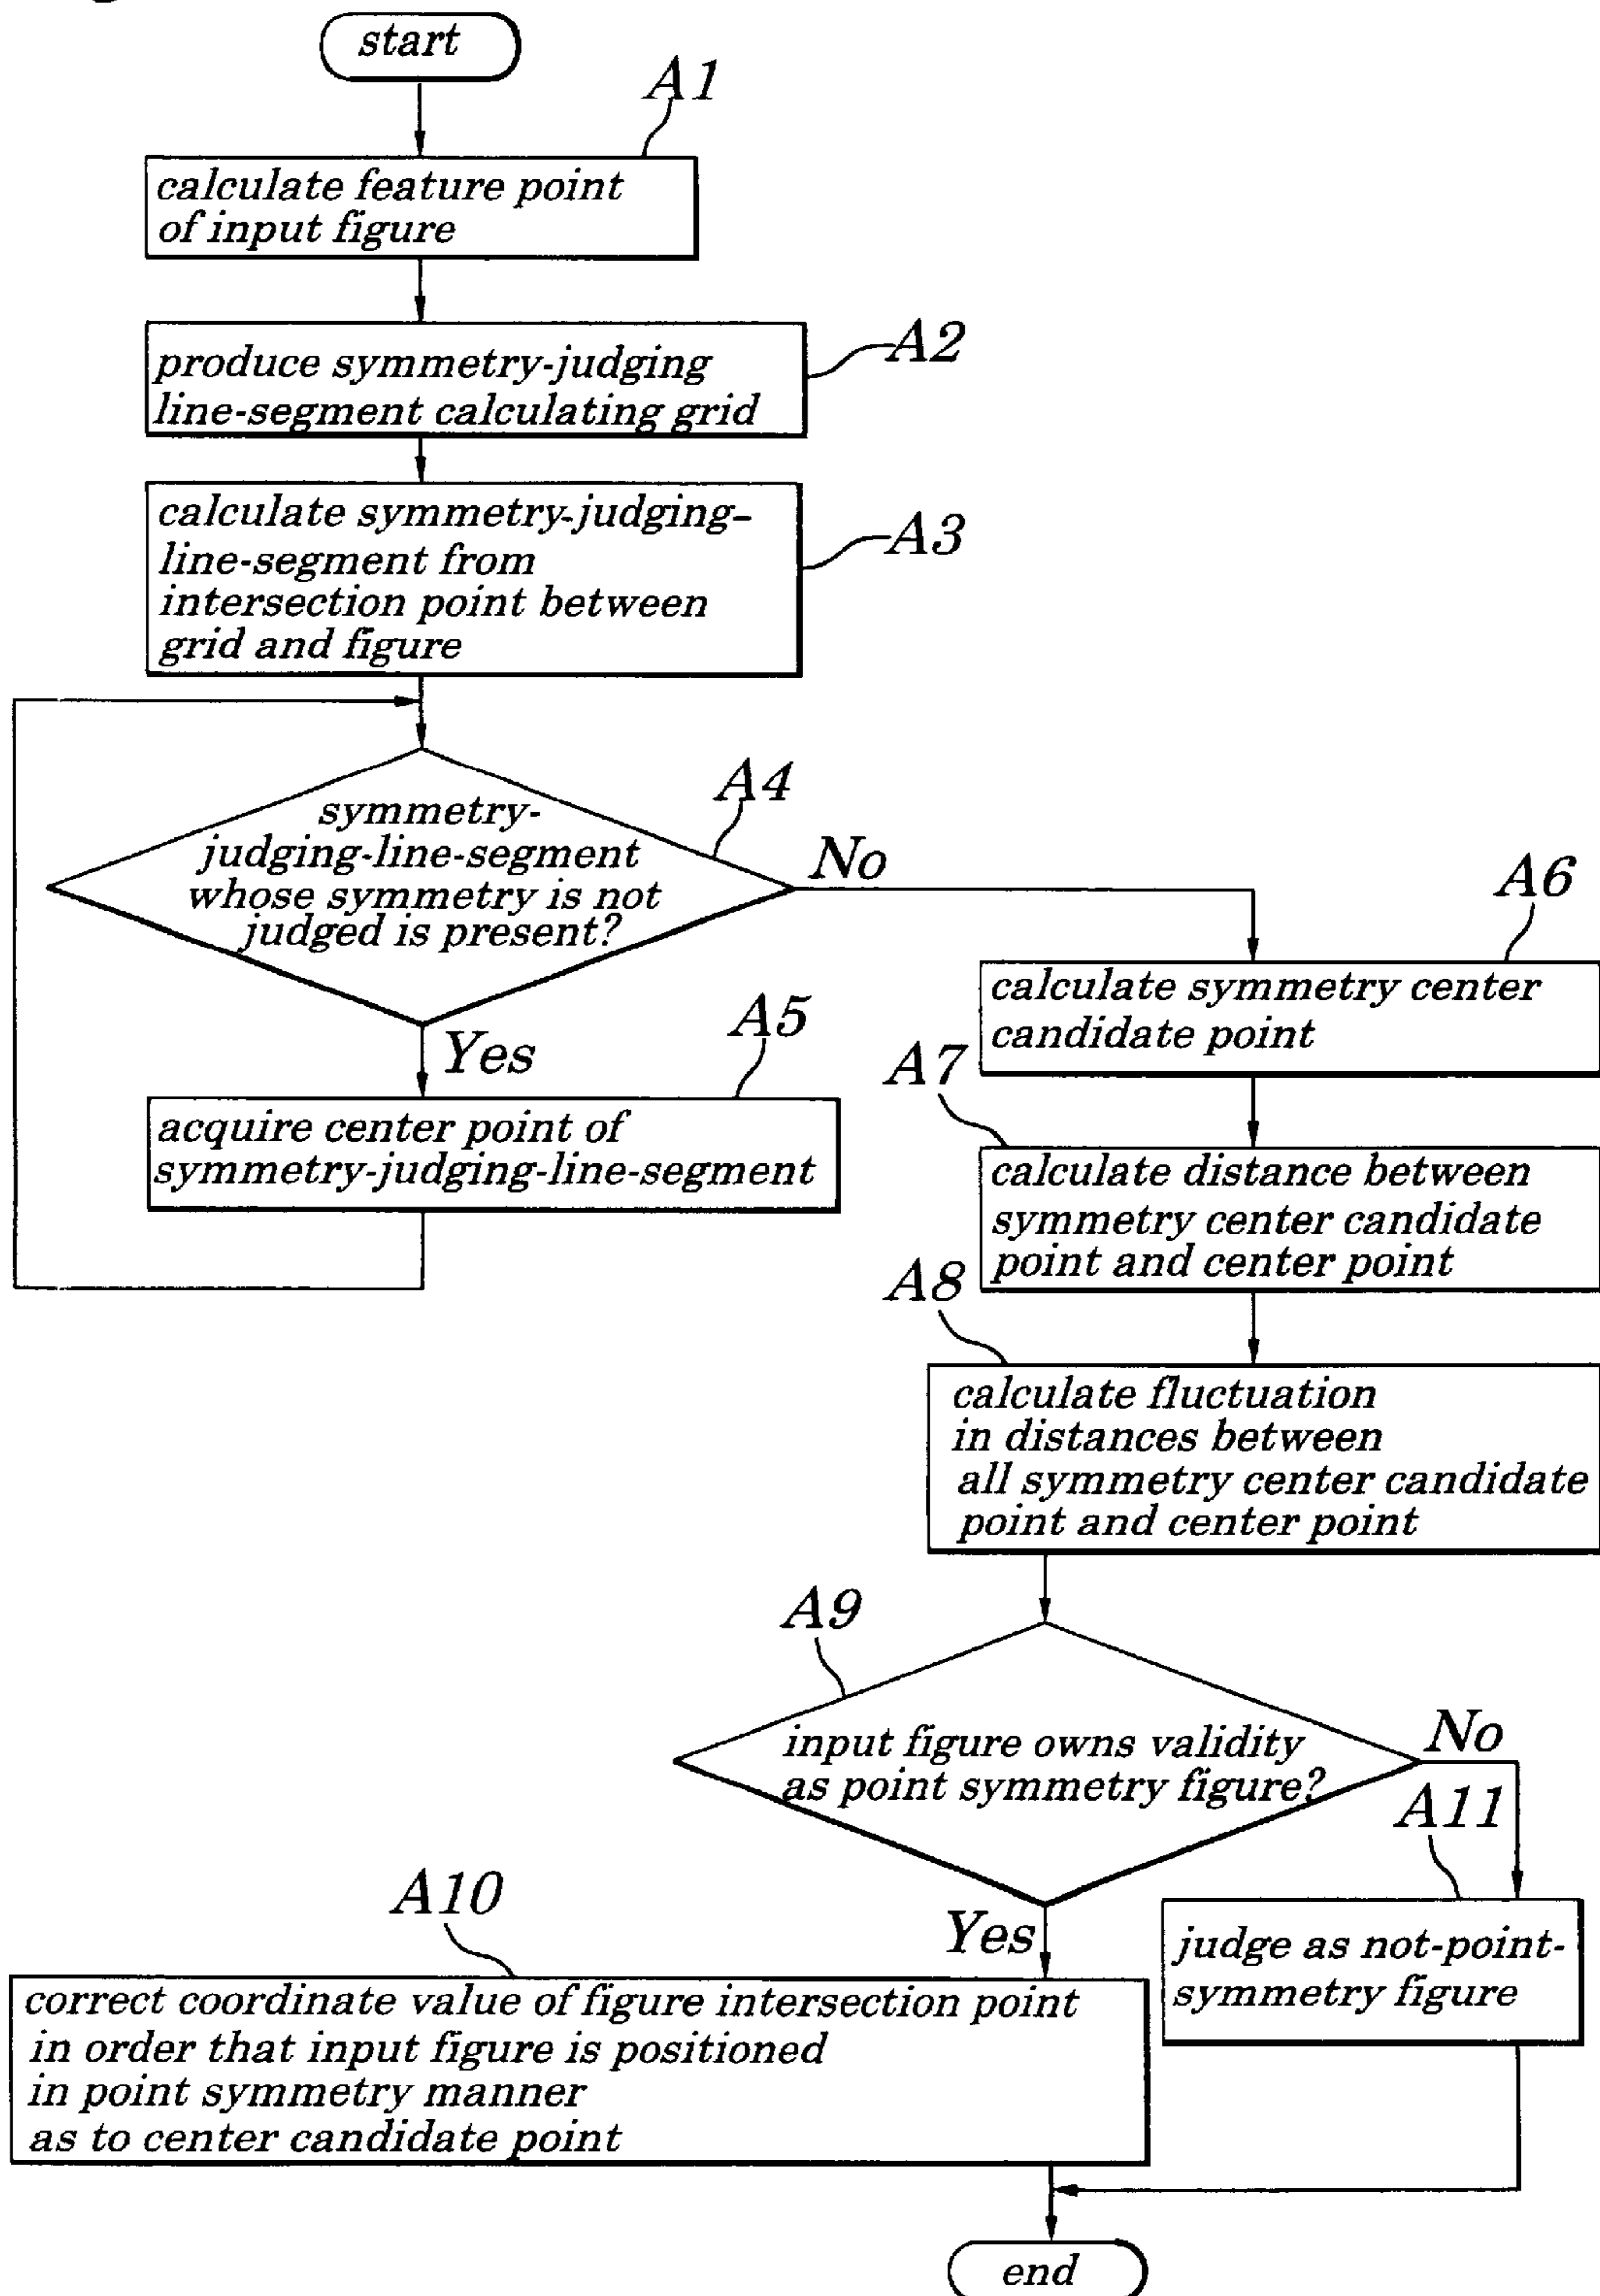 start
A1
calculate feature point
of input figure
A2
produce symmetry-judging
line-segment calculating grid
A3
calculate symmetry-judging-
line-segment from
intersection point between
grid and figure
A4
symmetry-
judging-line-segment
whose symmetry is not
judged is present?
No
Yes
A5
acquire center point of
symmetry-judging-line-segment
A6
calculate symmetry center
candidate point
A7
calculate distance between
symmetry center candidate
point and center point
A8
calculate fluctuation
in distances between
all symmetry center candidate
point and center point
A9
input figure owns validity
as point symmetry figure?
No
A11
judge as not-point-
symmetry figure
Yes
A10
correct coordinate value of figure intersection point
in order that input figure is positioned
in point symmetry manner
as to center candidate point
end